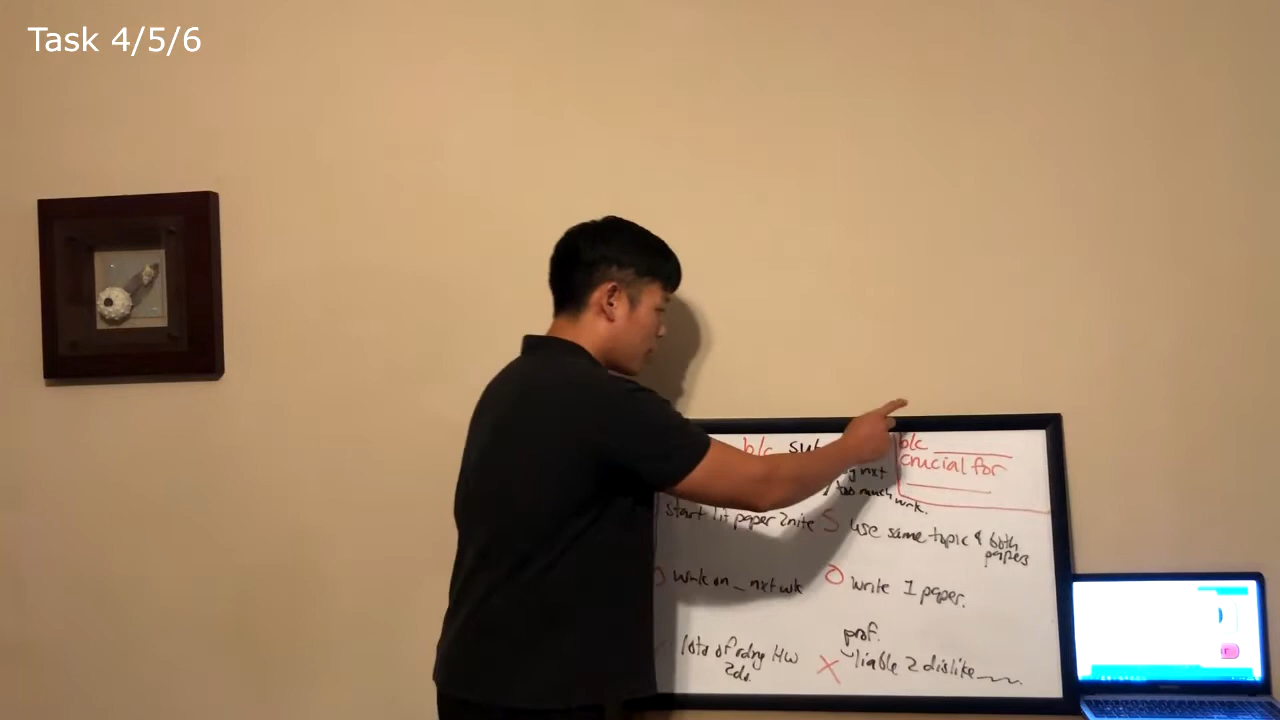 Task 4/5/6
b/c
b/c
crucial for
nxt
too much wrk.
start lit paper 2nite
S use same topic & both
papers
wrk on _ nxt wk
O write 1 paper.
lots of rdng HW
2do.
prof.
X liable 2 dislike